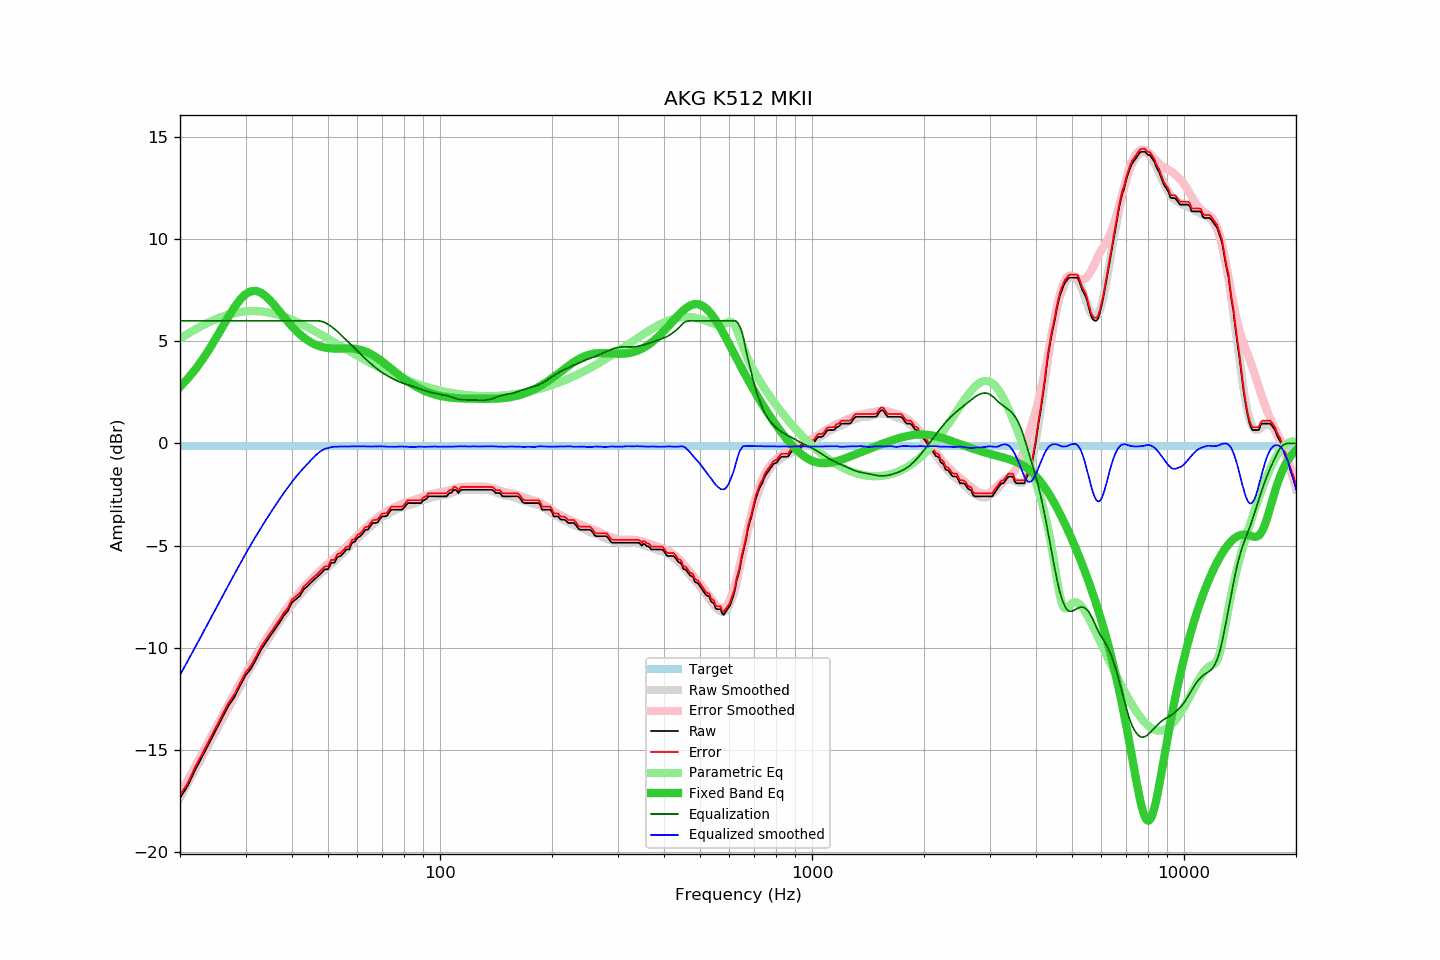 AKG K512 MKII
15
10
5
0
−5
−10
−15
−20
Amplitude (dBr)
100
1000
10000
Frequency (Hz)
Target
Raw Smoothed
Error Smoothed
Raw
Error
Parametric Eq
Fixed Band Eq
Equalization
Equalized smoothed